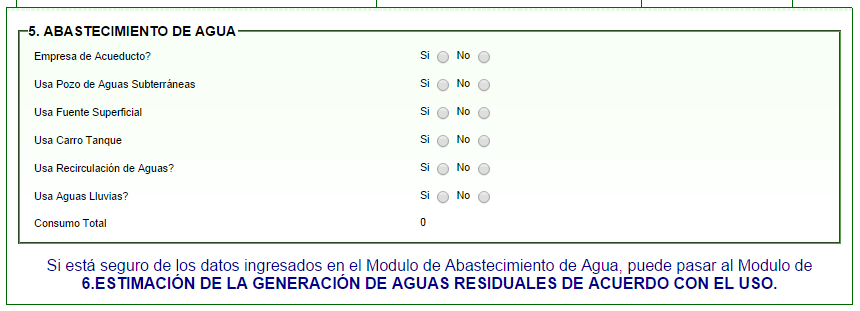 5. ABASTECIMIENTO DE AGUA
Empresa de Acueducto? Si No
Usa Pozo de Aguas Subterráneas Si No
Usa Fuente Superficial Si No
Usa Carro Tanque Si No
Usa Recirculación de Aguas? Si No
Usa Aguas Lluvias? Si No
Consumo Total 0
Si está seguro de los datos ingresados en el Modulo de Abastecimiento de Agua, puede pasar al Modulo de
6.ESTIMACIÓN DE LA GENERACIÓN DE AGUAS RESIDUALES DE ACUERDO CON EL USO.